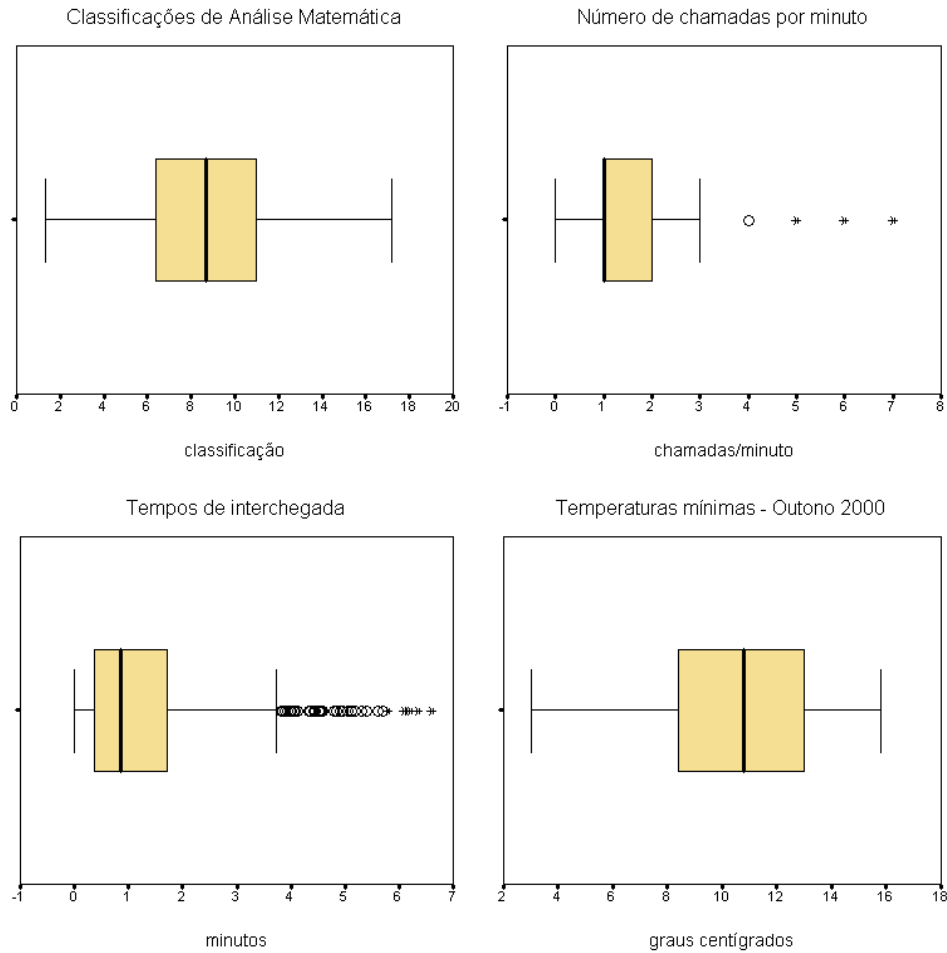 Classificações de Análise Matemática
0 2 4 6 8 10 12 14 16 18 20
classificação
Número de chamadas por minuto
-1 0 1 2 3 4 5 6 7 8
chamadas/minuto
Tempos de interchegada
-1 0 1 2 3 4 5 6 7
minutos
Temperaturas mínimas - Outono 2000
2 4 6 8 10 12 14 16 18
graus centígrados